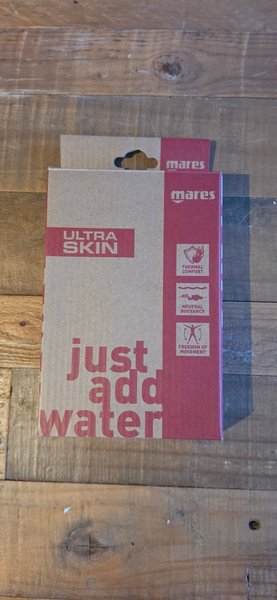 mares
mares
ULTRA
SKIN
THERMAL
COMFORT
NEUTRAL
BUOYANCY
FREEDOM OF
MOVEMENT
just
add
water